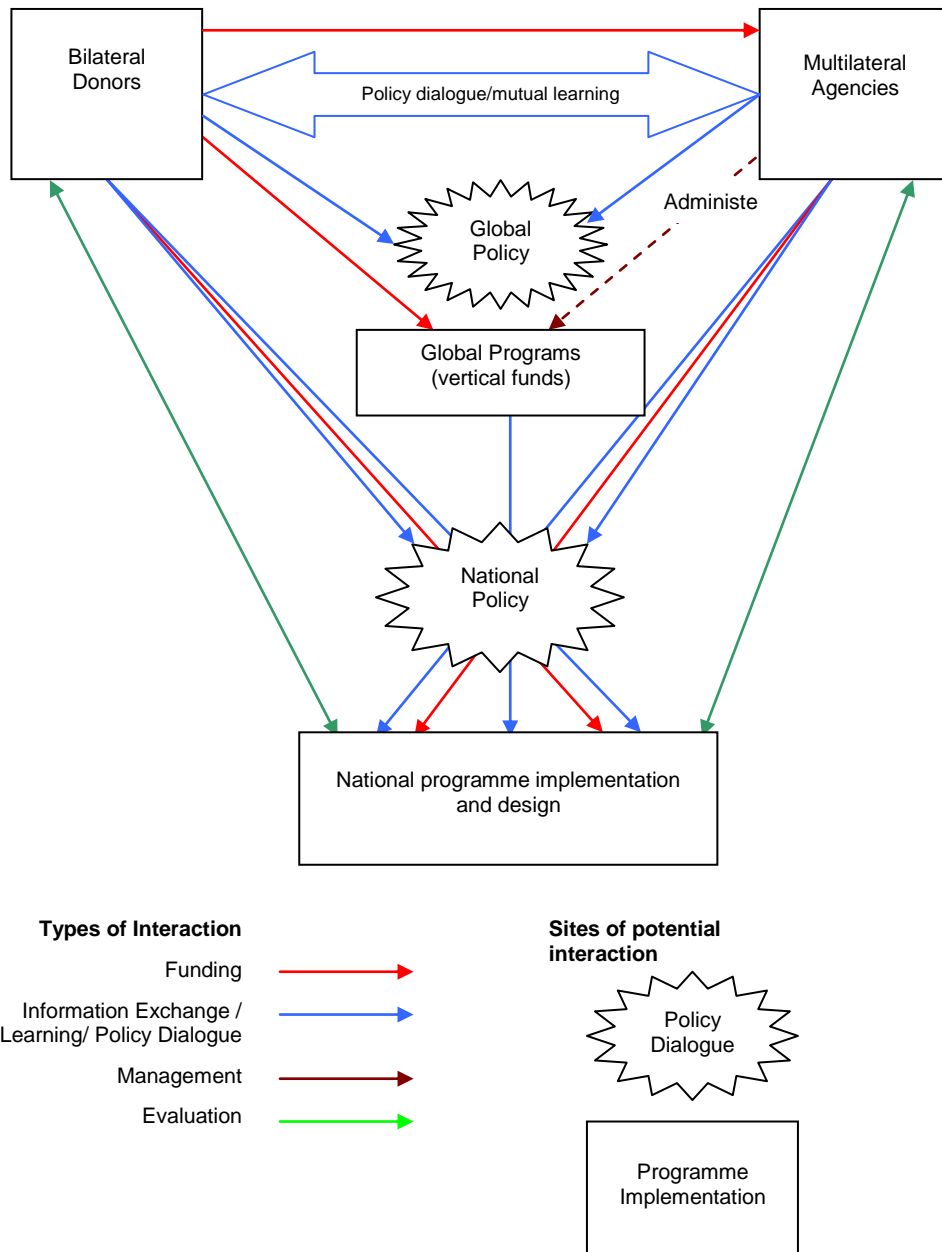 Bilateral
Donors
Multilateral
Agencies
Policy dialogue/mutual learning
Administe
Global
Policy
Global Programs
(vertical funds)
National
Policy
National programme implementation
and design
Types of Interaction
Funding
Information Exchange /
Learning/ Policy Dialogue
Management
Evaluation
Sites of potential
interaction
Policy
Dialogue
Programme
Implementation